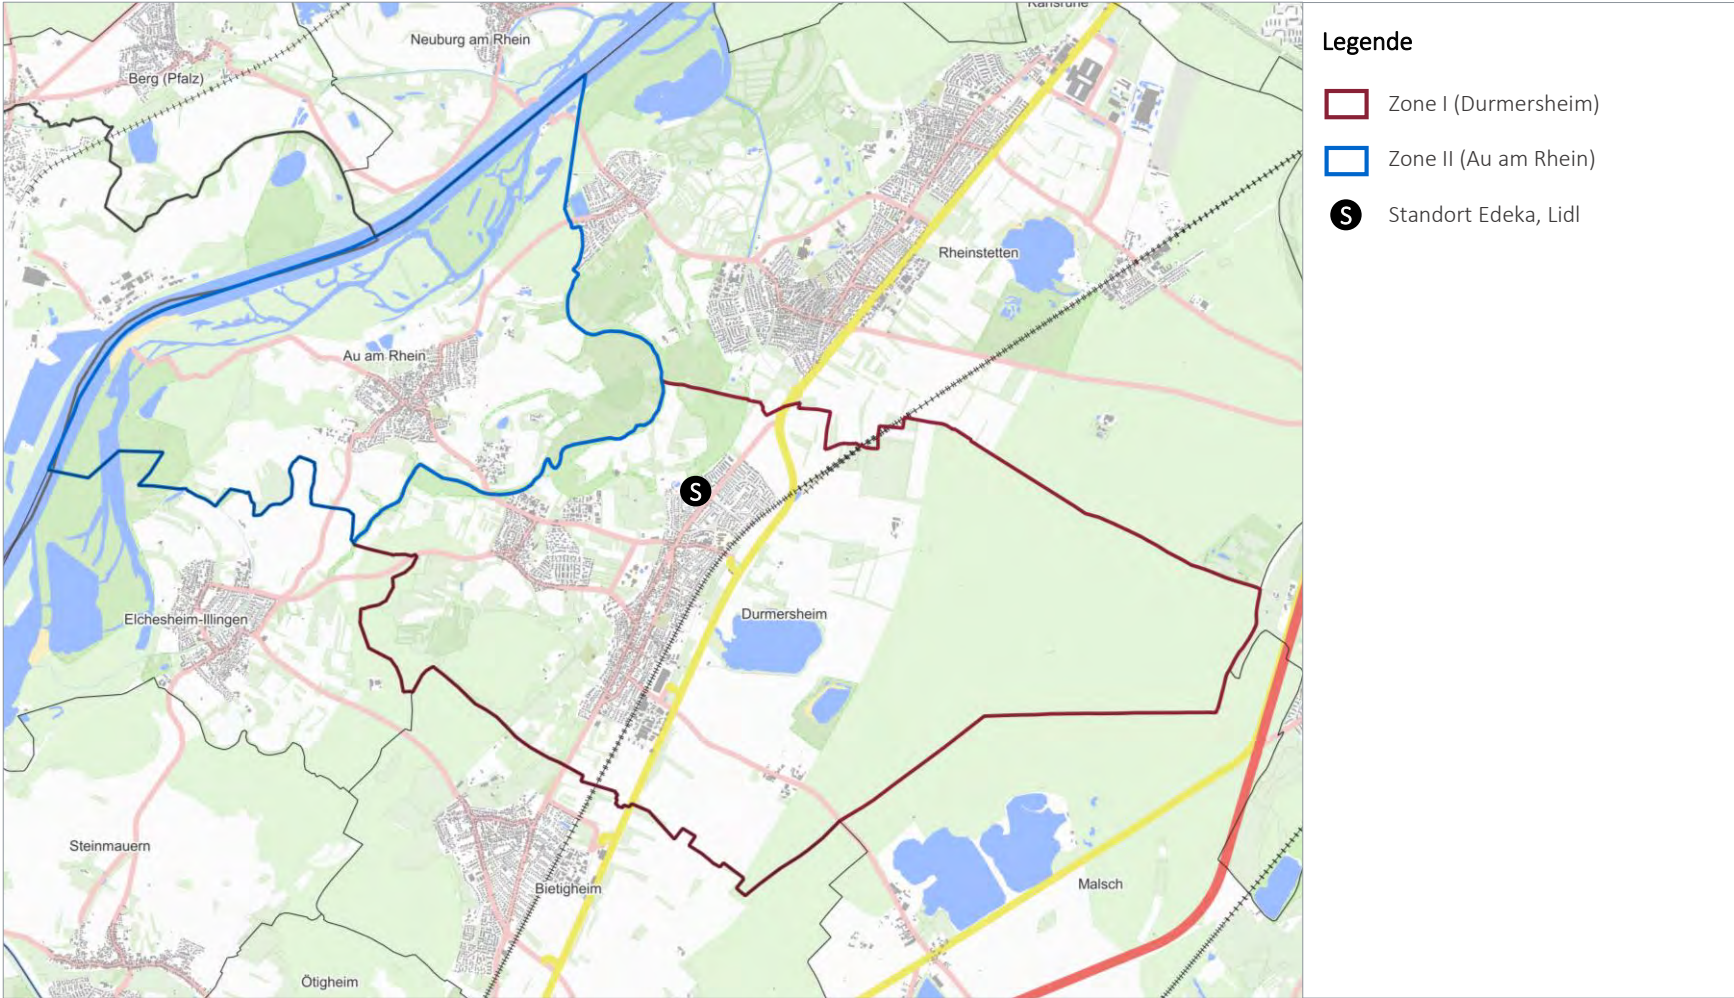 Karlsruhe
Neuburg am Rhein
Berg (Pfalz)
Rheinstetten
Au am Rhein
S
Durmersheim
Elchesheim-Illingen
Steinmauern
Bietigheim
Malsch
Ötigheim
Legende
Zone I (Durmersheim)
Zone II (Au am Rhein)
S Standort Edeka, Lidl